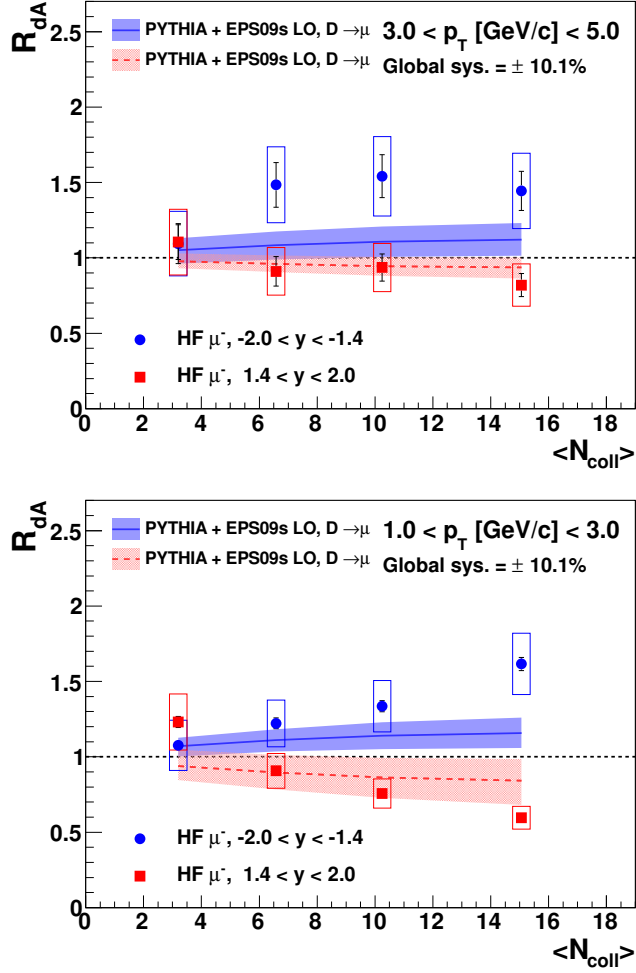 R_dA
2.5
PYTHIA + EPS09s LO, D →μ
3.0 < p_T [GeV/c] < 5.0
PYTHIA + EPS09s LO, D →μ
Global sys. = ± 10.1%
2
1.5
1
0.5
HF μ⁻, -2.0 < y < -1.4
HF μ⁻, 1.4 < y < 2.0
0
0 2 4 6 8 10 12 14 16 18
<N_coll>
R_dA
2.5
PYTHIA + EPS09s LO, D →μ
1.0 < p_T [GeV/c] < 3.0
PYTHIA + EPS09s LO, D →μ
Global sys. = ± 10.1%
2
1.5
1
0.5
HF μ⁻, -2.0 < y < -1.4
HF μ⁻, 1.4 < y < 2.0
0
0 2 4 6 8 10 12 14 16 18
<N_coll>